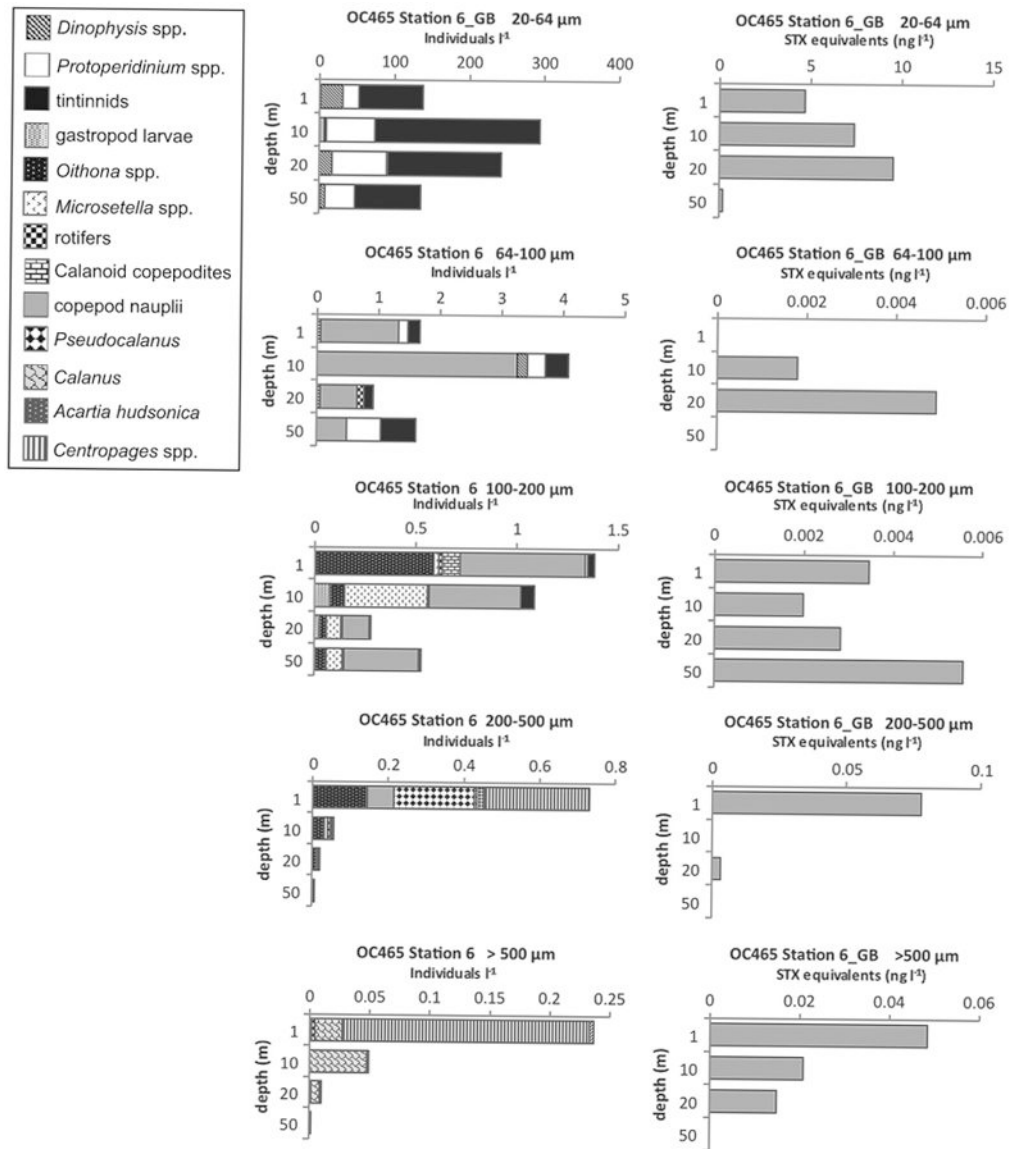 Dinophysis spp.
Protoperidinium spp.
tintinnids
gastropod larvae
Oithona spp.
Microsetella spp.
rotifers
Calanoid copepodites
copepod nauplii
Pseudocalanus
Calanus
Acartia hudsonica
Centropages spp.
OC465 Station 6_GB 20-64 µm
Individuals l-1
0 100 200 300 400
depth (m)
1
10
20
50
OC465 Station 6_GB 20-64 µm
STX equivalents (ng l-1)
0 5 10 15
depth (m)
1
10
20
50
OC465 Station 6 64-100 µm
Individuals l-1
0 1 2 3 4 5
depth (m)
1
10
20
50
OC465 Station 6_GB 64-100 µm
STX equivalents (ng l-1)
0 0.002 0.004 0.006
depth (m)
1
10
20
50
OC465 Station 6 100-200 µm
Individuals l-1
0 0.5 1 1.5
depth (m)
1
10
20
50
OC465 Station 6_GB 100-200 µm
STX equivalents (ng l-1)
0 0.002 0.004 0.006
depth (m)
1
10
20
50
OC465 Station 6 200-500 µm
Individuals l-1
0 0.2 0.4 0.6 0.8
depth (m)
1
10
20
50
OC465 Station 6_GB 200-500 µm
STX equivalents (ng l-1)
0 0.05 0.1
depth (m)
1
10
20
50
OC465 Station 6 > 500 µm
Individuals l-1
0 0.05 0.1 0.15 0.2 0.25
depth (m)
1
10
20
50
OC465 Station 6_GB >500 µm
STX equivalents (ng l-1)
0 0.02 0.04 0.06
depth (m)
1
10
20
50